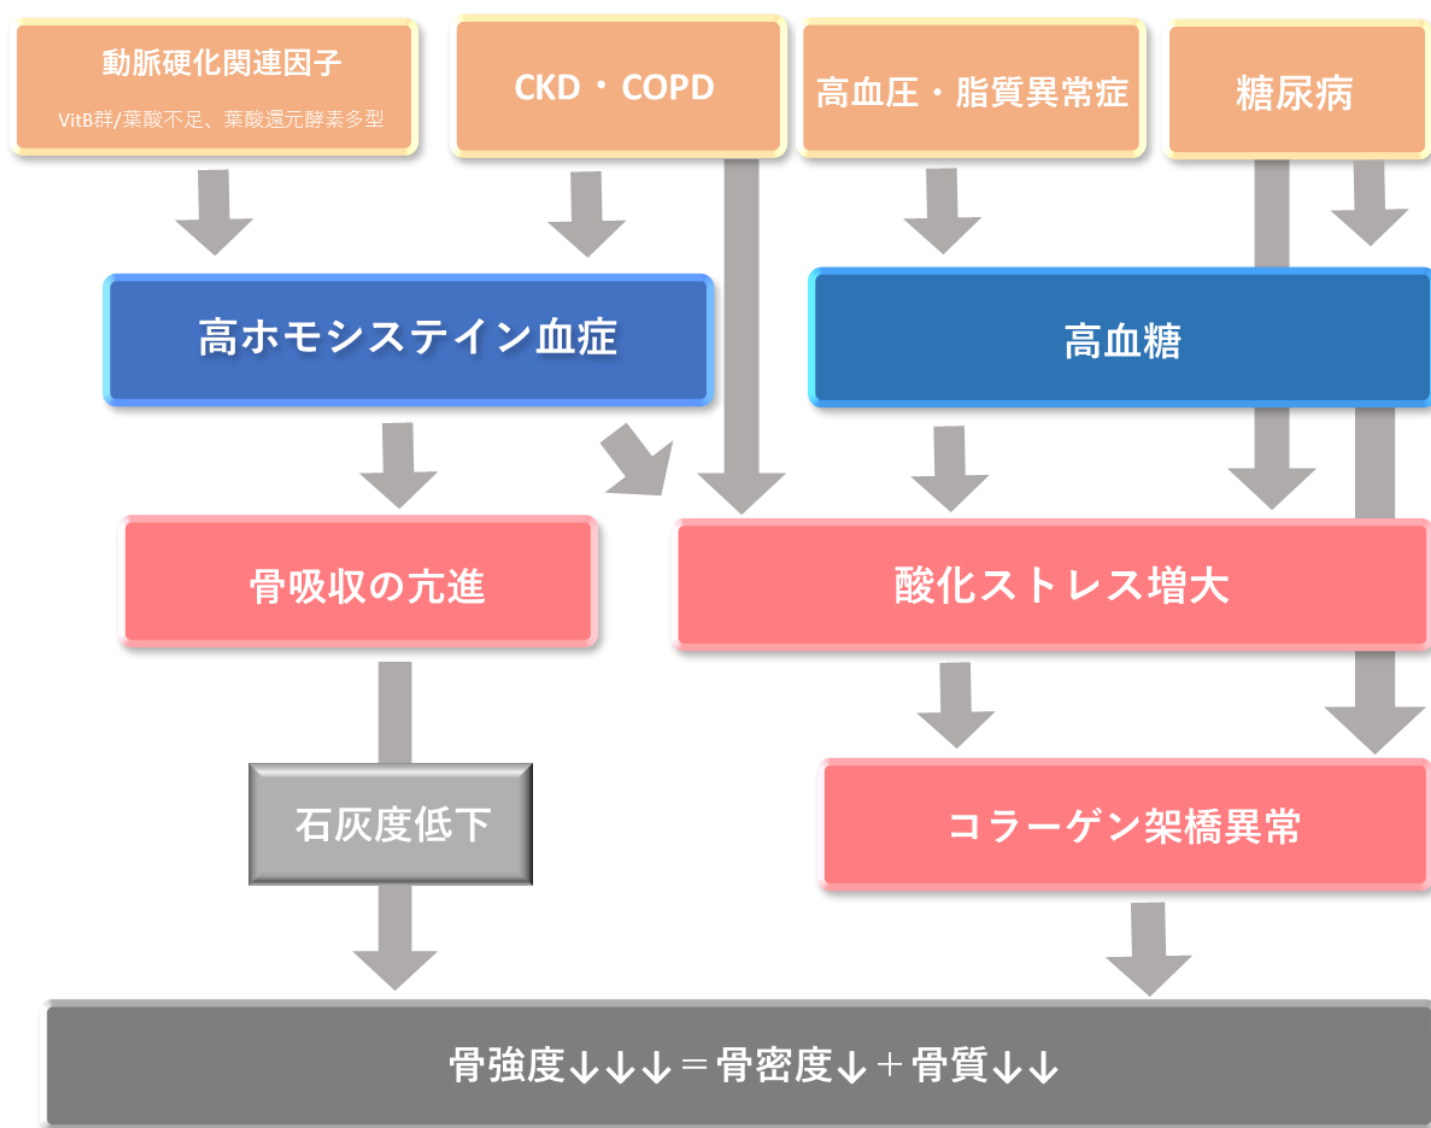 動脈硬化関連因子
VitB群/葉酸不足、葉酸還元酵素多型
CKD・COPD
高血圧・脂質異常症
糖尿病
高ホモシステイン血症
高血糖
骨吸収の亢進
酸化ストレス増大
石灰度低下
コラーゲン架橋異常
骨強度↓↓↓＝骨密度↓＋骨質↓↓